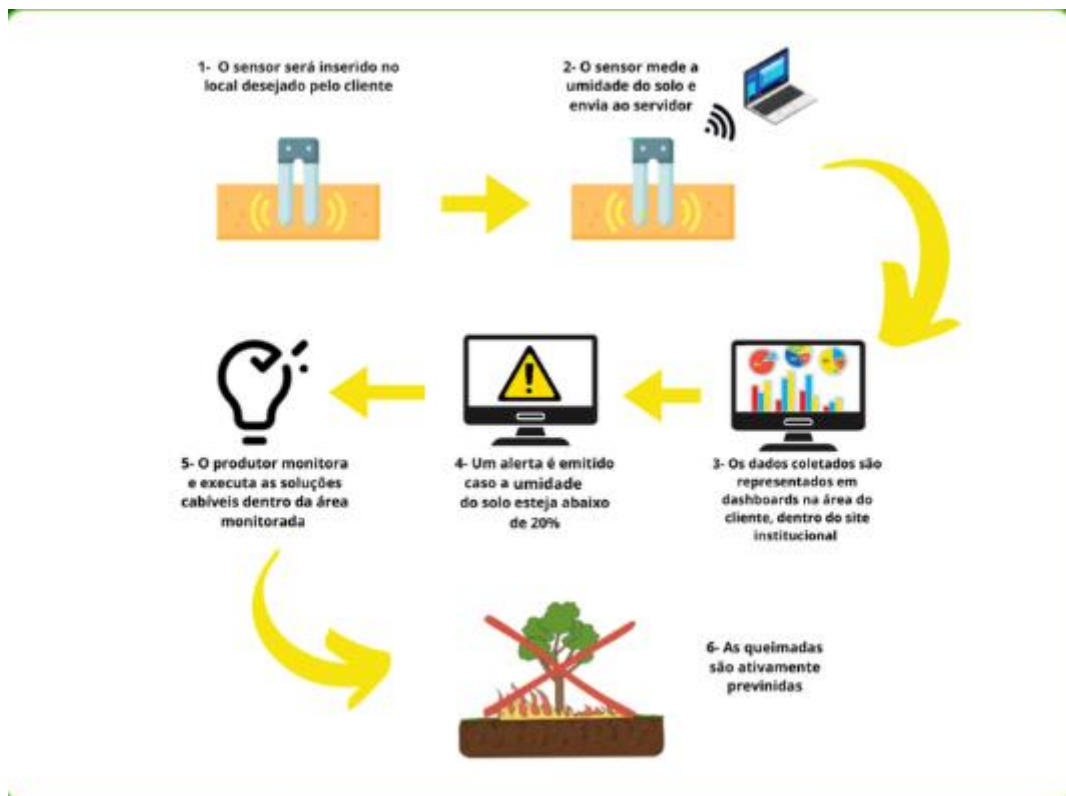 1- O sensor será inserido no
local desejado pelo cliente
2- O sensor mede a
umidade do solo e
envia ao servidor
3- Os dados coletados são
representados em
dashboards na área do
cliente, dentro do site
institucional
4- Um alerta é emitido
caso a umidade
do solo esteja abaixo
de 20%
5- O produtor monitora
e executa as soluções
cabíveis dentro da área
monitorada
6- As queimadas
são ativamente
previnidas